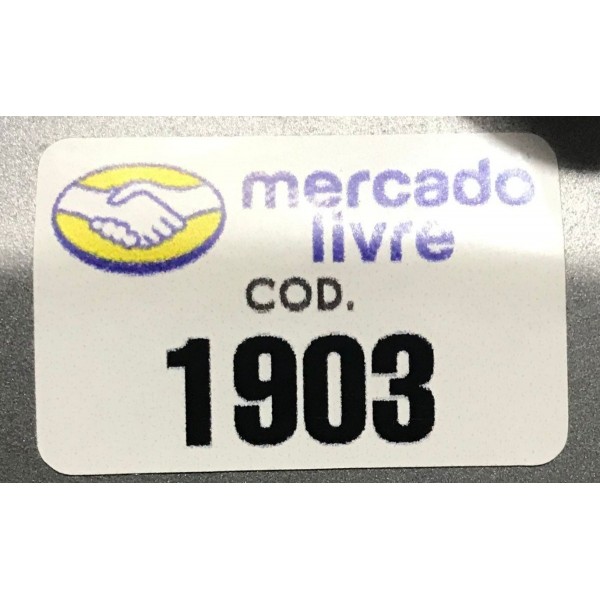 mercado
livre
COD.
1903